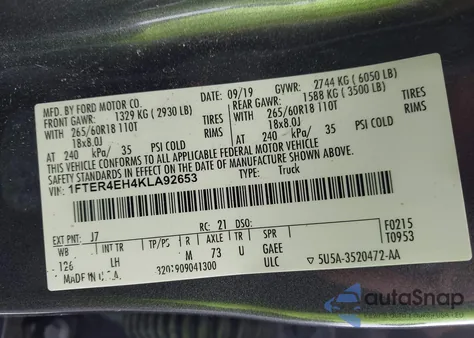 MFD. BY FORD MOTOR CO.
DATE: 09/19 GVWR: 2744 KG (6050 LB)
FRONT GAWR: 1329 KG (2930 LB) REAR GAWR: 1588 KG (3500 LB)
WITH 265/60R18 110T TIRES WITH 265/60R18 110T TIRES
18x8.0J RIMS 18x8.0J RIMS
AT 240 kPa/ 35 PSI COLD AT 240 kPa/ 35 PSI COLD
THIS VEHICLE CONFORMS TO ALL APPLICABLE FEDERAL MOTOR VEHICLE
SAFETY STANDARDS IN EFFECT ON THE DATE OF MANUFACTURE SHOWN ABOVE.
VIN: 1FTER4EH4KLA92653 TYPE: Truck
F0215
T0953
EXT PNT: J7 RC: 21 DSO:
WB INT TR TP/PS R AXLE TR SPR
126 LH M 73 U GAEE
MADE IN U.S.A. ULC 5U5A-3520472-AA
autoSnap